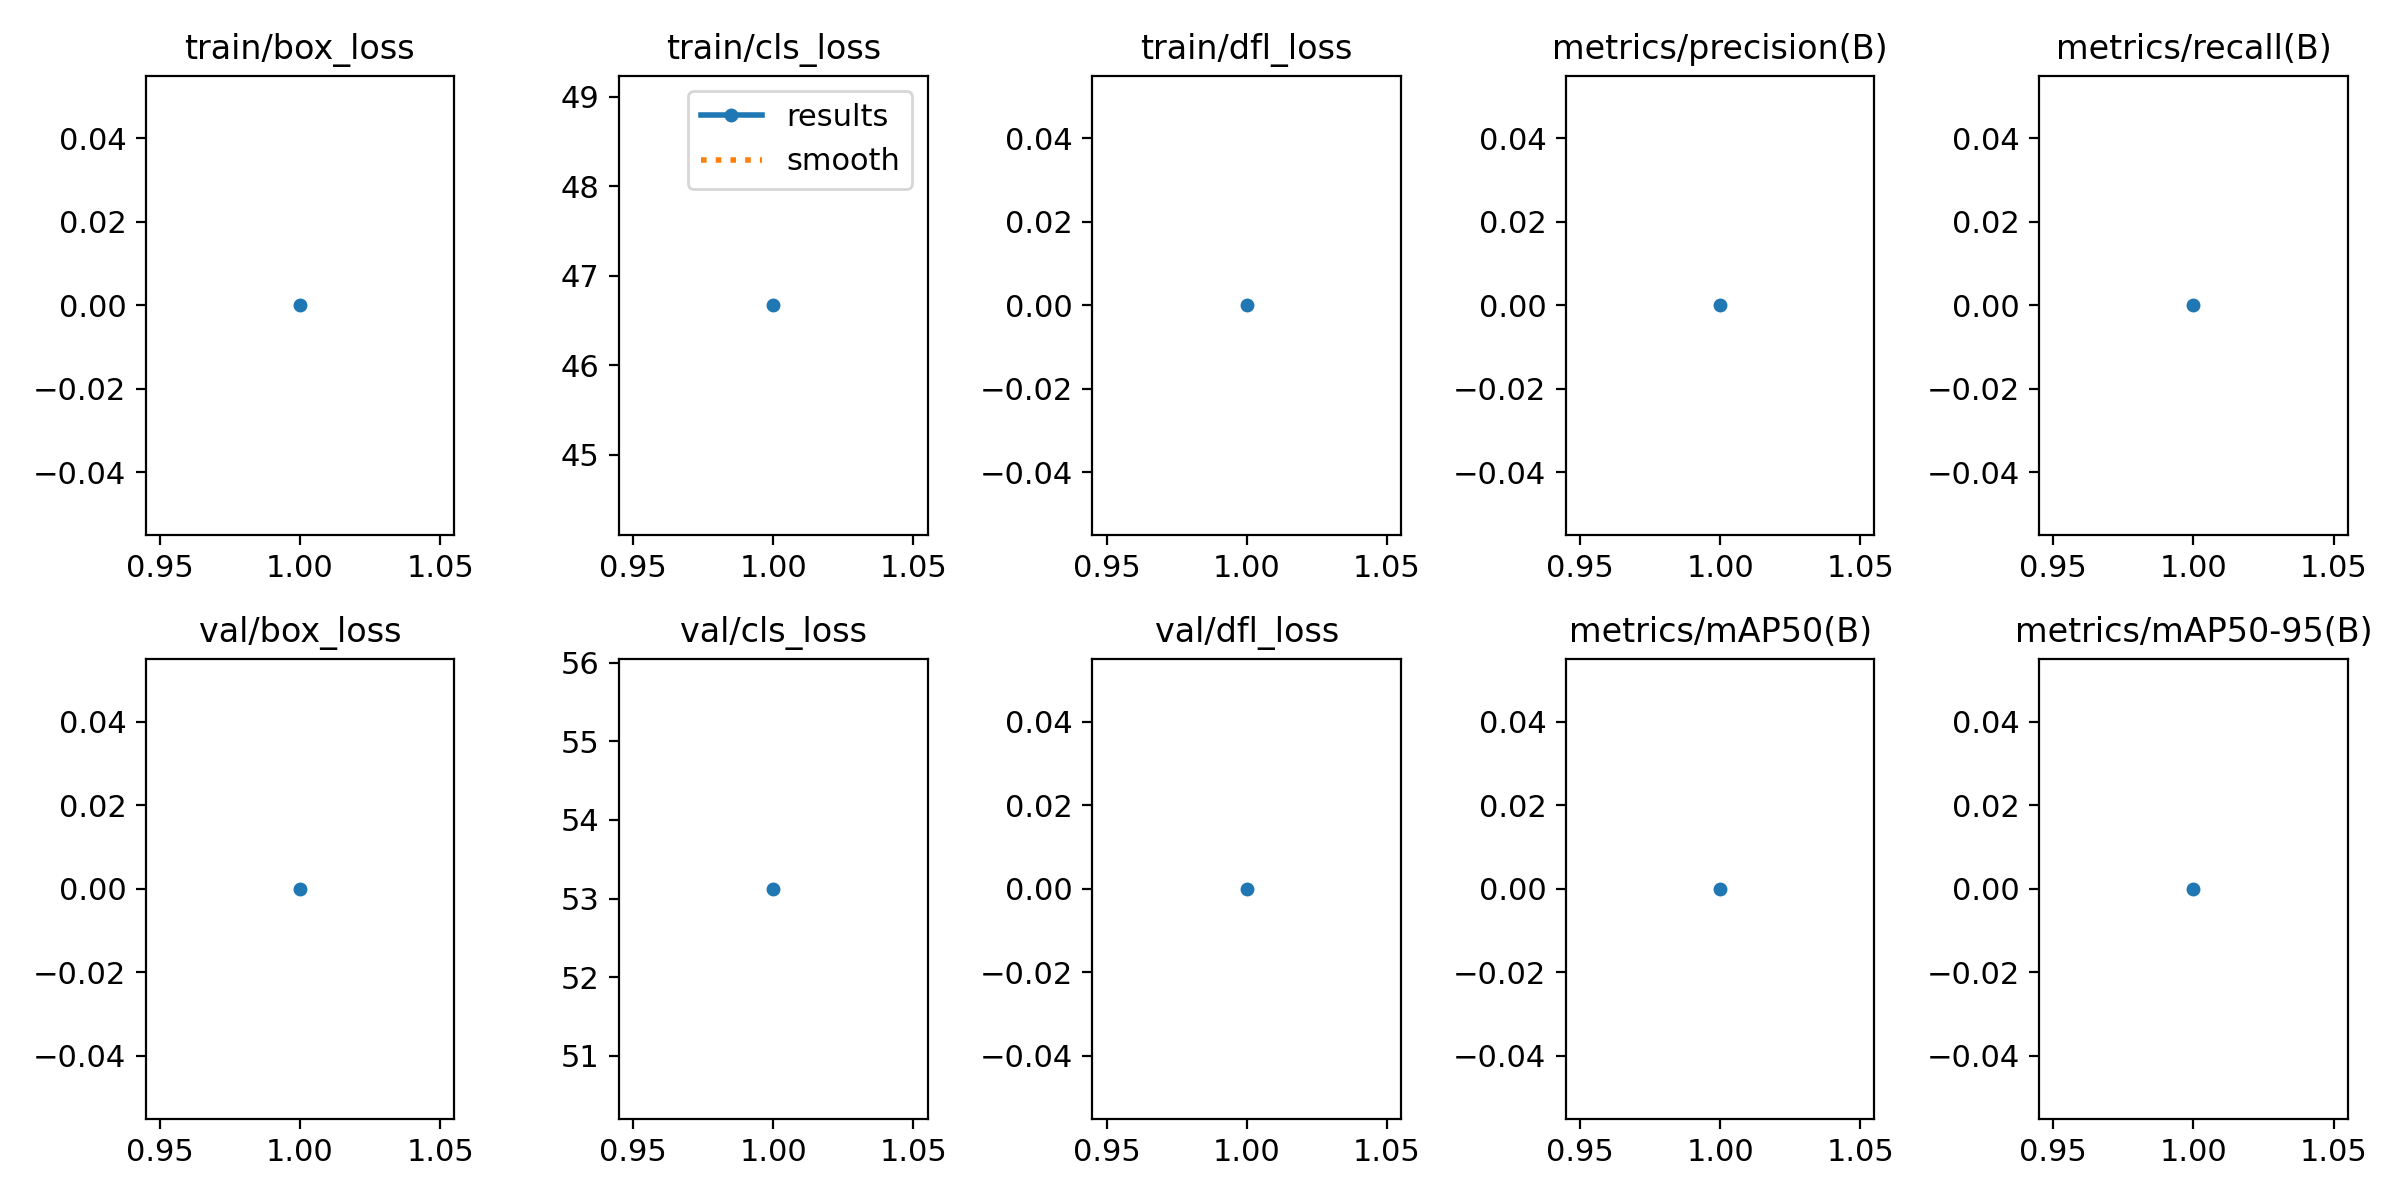 train/box_loss
0.04
0.02
0.00
−0.02
−0.04
0.95 1.00 1.05
train/cls_loss
results
smooth
49
48
47
46
45
0.95 1.00 1.05
train/dfl_loss
0.04
0.02
0.00
−0.02
−0.04
0.95 1.00 1.05
metrics/precision(B)
0.04
0.02
0.00
−0.02
−0.04
0.95 1.00 1.05
metrics/recall(B)
0.04
0.02
0.00
−0.02
−0.04
0.95 1.00 1.05
val/box_loss
0.04
0.02
0.00
−0.02
−0.04
0.95 1.00 1.05
val/cls_loss
56
55
54
53
52
51
0.95 1.00 1.05
val/dfl_loss
0.04
0.02
0.00
−0.02
−0.04
0.95 1.00 1.05
metrics/mAP50(B)
0.04
0.02
0.00
−0.02
−0.04
0.95 1.00 1.05
metrics/mAP50-95(B)
0.04
0.02
0.00
−0.02
−0.04
0.95 1.00 1.05